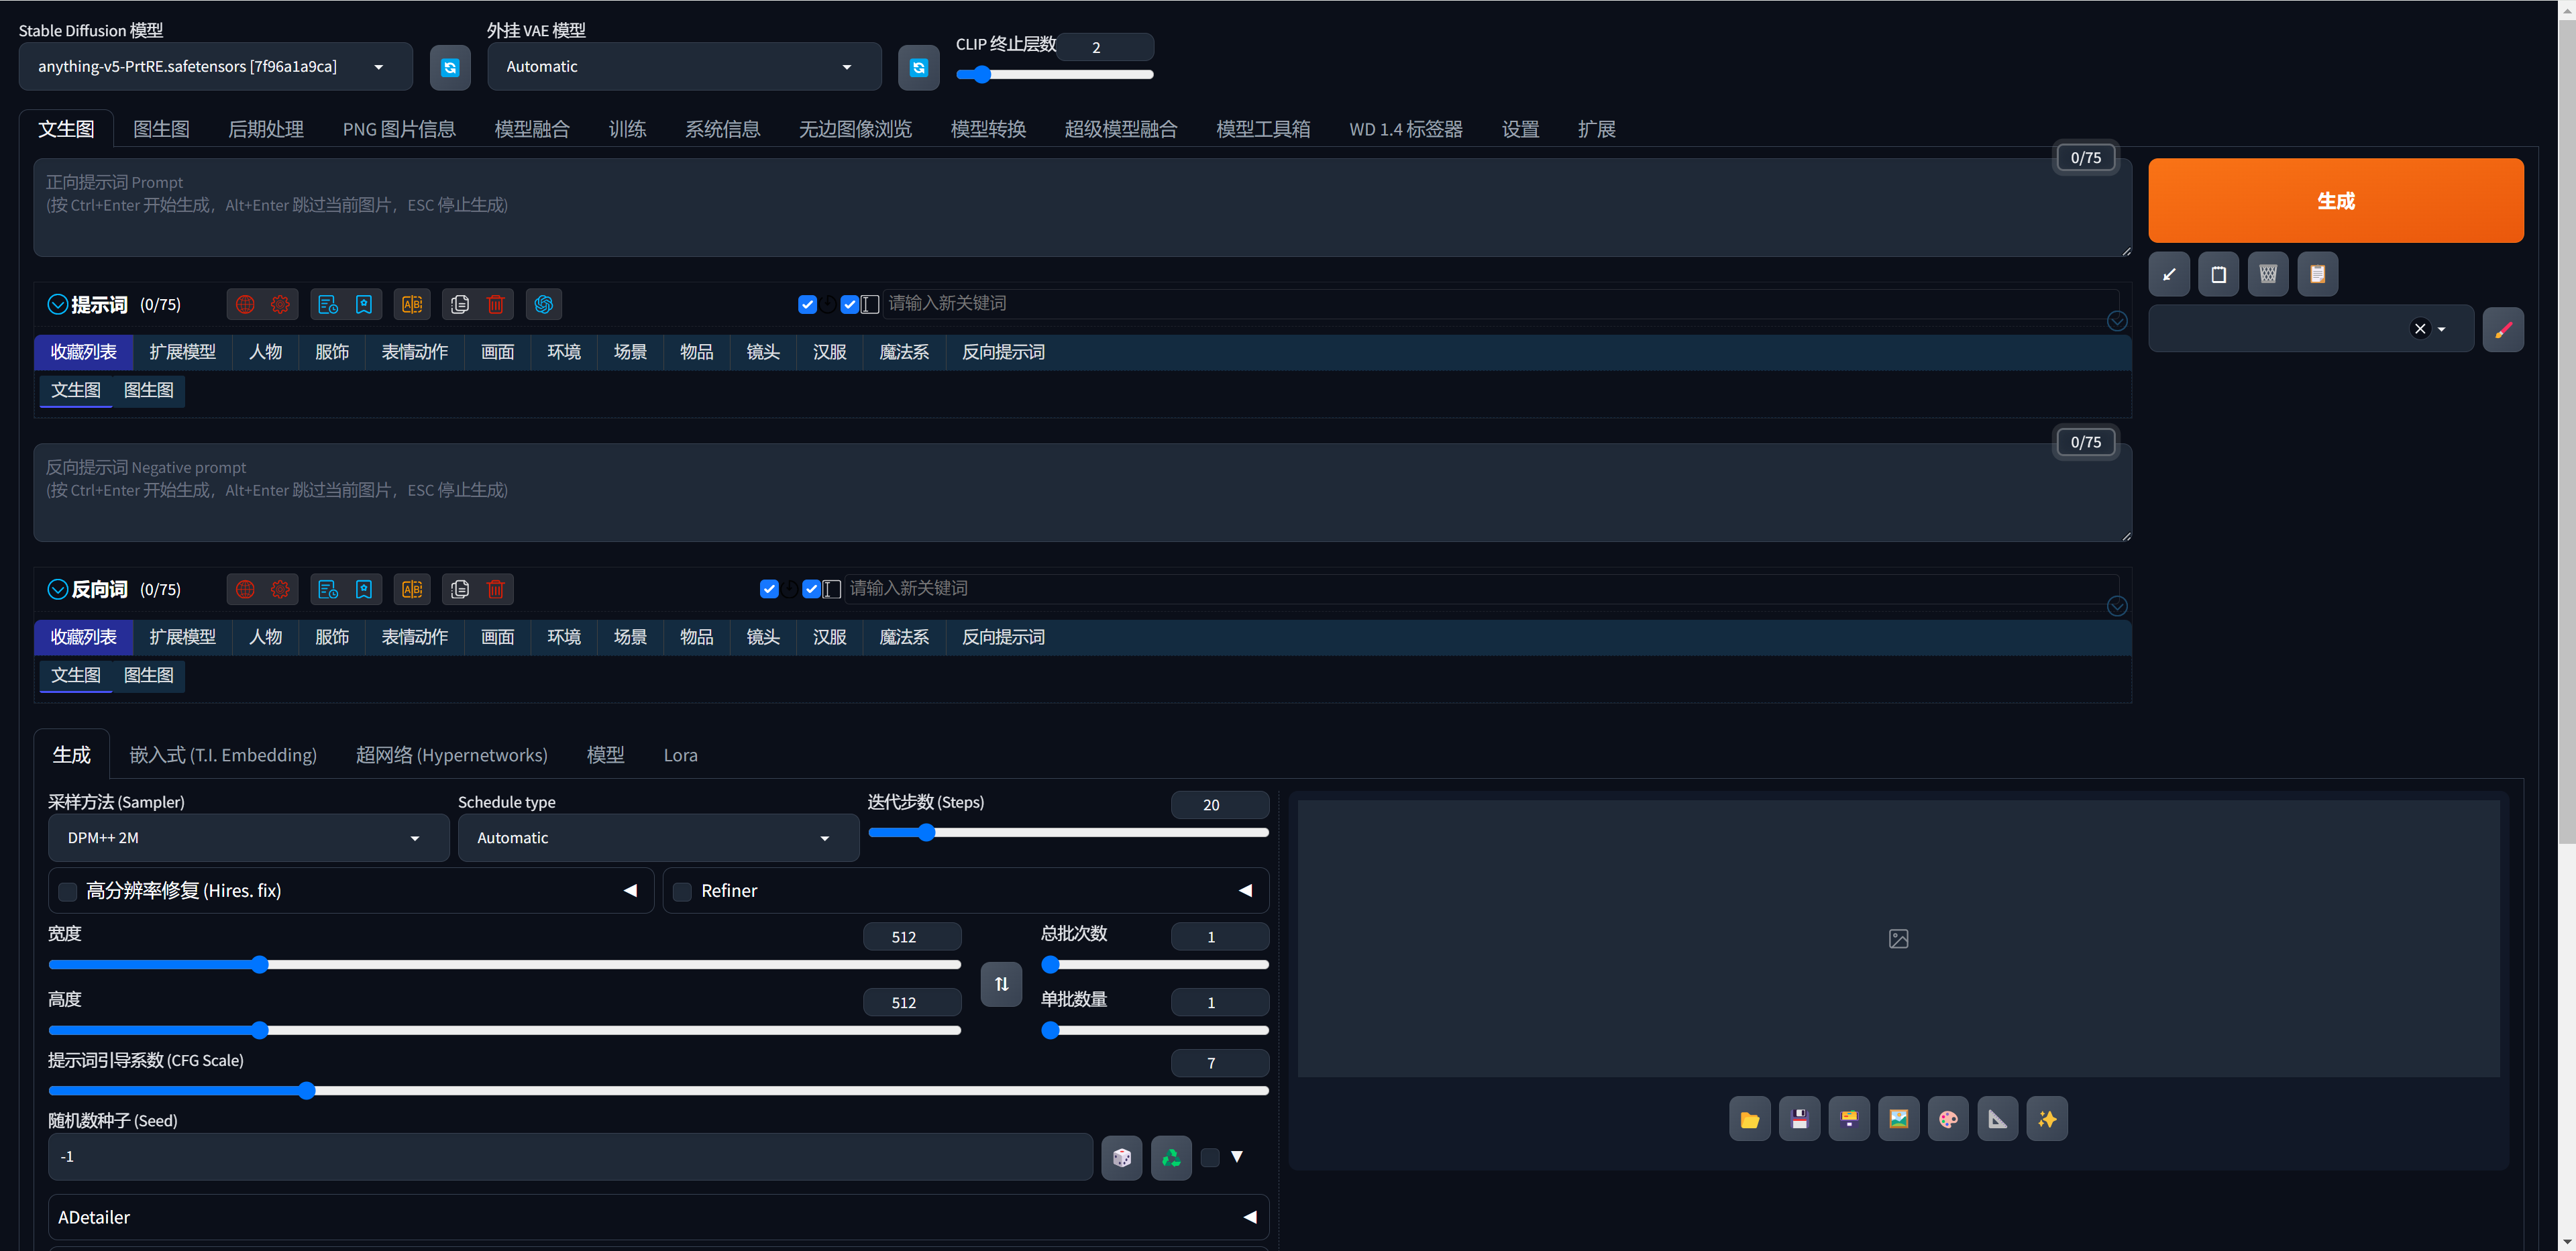 Stable Diffusion 模型
外挂 VAE 模型
CLIP 终止层数
2
anything-v5-PrtRE.safetensors [7f96a1a9ca]
Automatic
文生图 图生图 后期处理 PNG 图片信息 模型融合 训练 系统信息 无边图像浏览 模型转换 超级模型融合 模型工具箱 WD 1.4 标签器 设置 扩展
0/75
正向提示词 Prompt
(按 Ctrl+Enter 开始生成，Alt+Enter 跳过当前图片，ESC 停止生成)
生成
提示词 (0/75)
请输入新关键词
收藏列表 扩展模型 人物 服饰 表情动作 画面 环境 场景 物品 镜头 汉服 魔法系 反向提示词
文生图 图生图
0/75
反向提示词 Negative prompt
(按 Ctrl+Enter 开始生成，Alt+Enter 跳过当前图片，ESC 停止生成)
反向词 (0/75)
请输入新关键词
收藏列表 扩展模型 人物 服饰 表情动作 画面 环境 场景 物品 镜头 汉服 魔法系 反向提示词
文生图 图生图
生成 嵌入式 (T.I. Embedding) 超网络 (Hypernetworks) 模型 Lora
采样方法 (Sampler)
Schedule type
迭代步数 (Steps)
20
DPM++ 2M
Automatic
高分辨率修复 (Hires. fix)
Refiner
宽度
512
总批次数
1
高度
512
单批数量
1
提示词引导系数 (CFG Scale)
7
随机数种子 (Seed)
-1
ADetailer